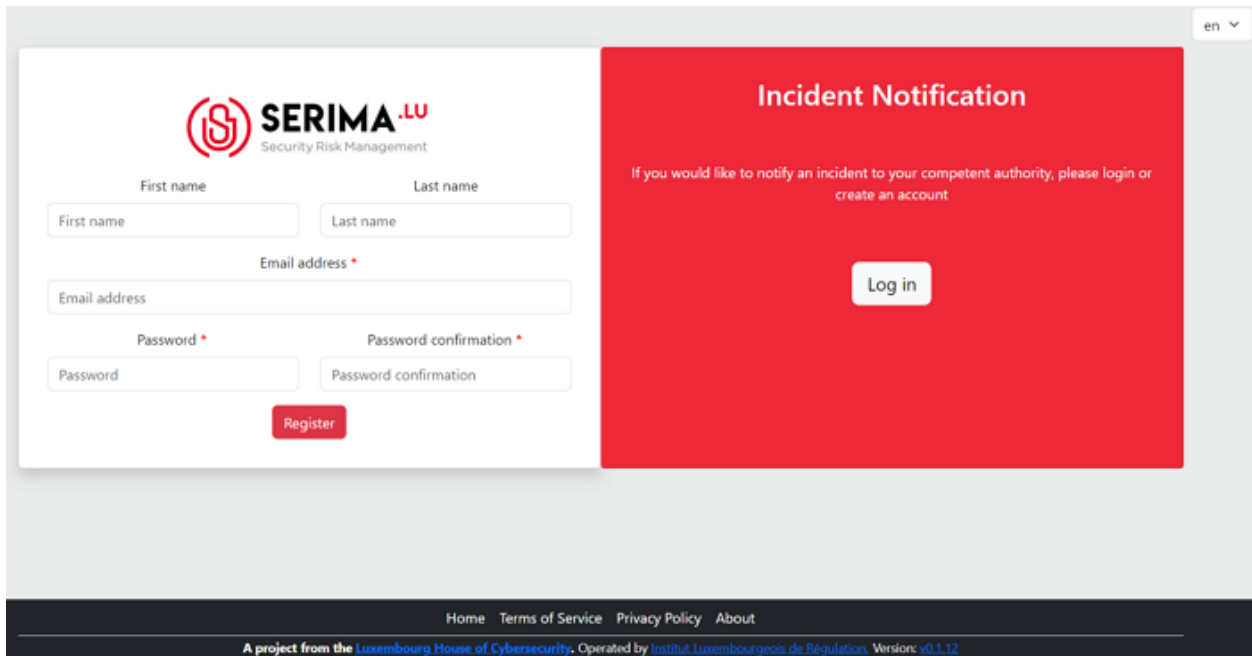 en
SERIMA.LU
Security Risk Management
First name Last name
First name Last name
Email address *
Email address
Password * Password confirmation *
Password Password confirmation
Register
Incident Notification
If you would like to notify an incident to your competent authority, please login or
create an account
Log in
Home Terms of Service Privacy Policy About
A project from the Luxembourg House of Cybersecurity. Operated by Institut Luxembourgeois de Régulation. Version: v0.1.12